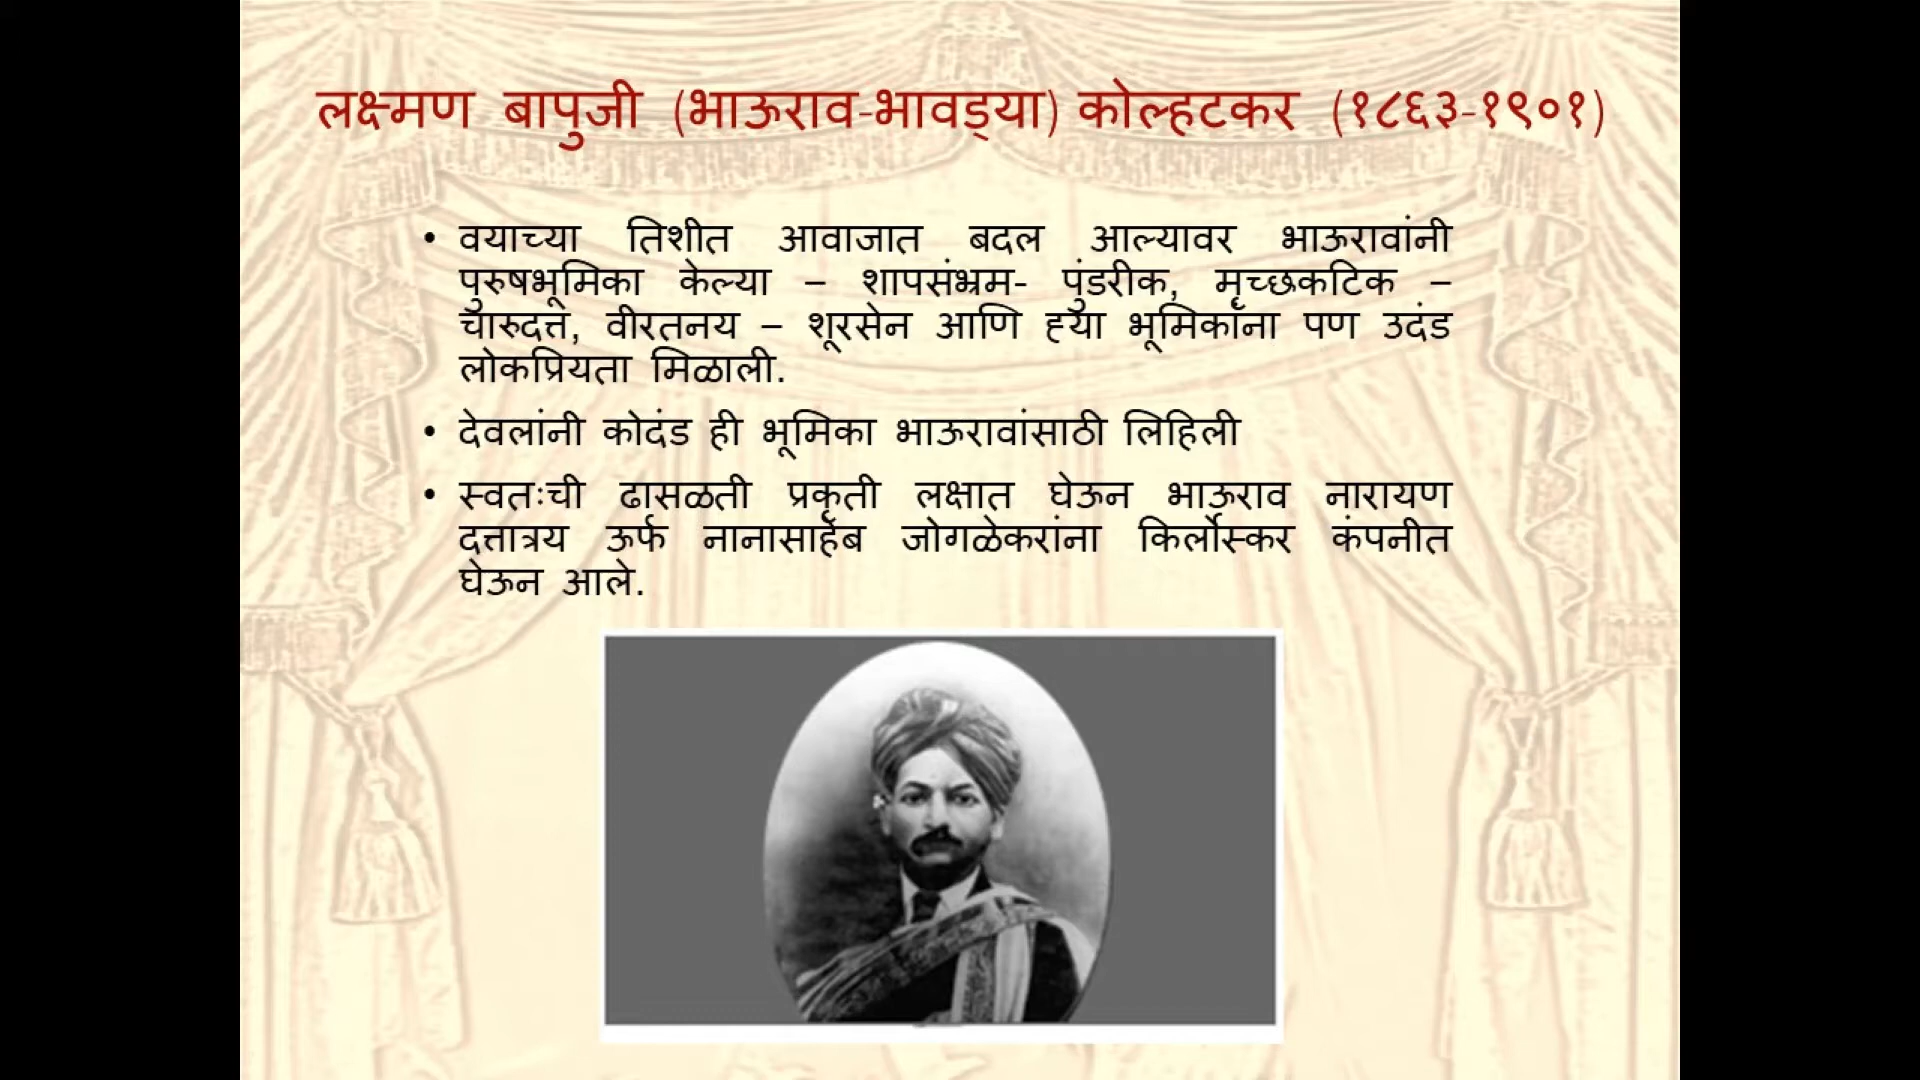 लक्ष्मण बापुजी (भाऊराव-भावड्या) कोल्हटकर (१८६३-१९०१)
• वयाच्या तिशीत आवाजात बदल आल्यावर भाऊरावांनी
पुरुषभूमिका केल्या – शापसंभ्रम- पुंडरीक, मृच्छकटिक –
चारुदत्त, वीरतनय – शूरसेन आणि ह्या भूमिकांना पण उदंड
लोकप्रियता मिळाली.
• देवलांनी कोदंड ही भूमिका भाऊरावांसाठी लिहिली
• स्वतःची ढासळती प्रकृती लक्षात घेऊन भाऊराव नारायण
दत्तात्रय ऊर्फ नानासाहेब जोगळेकरांना किर्लोस्कर कंपनीत
घेऊन आले.